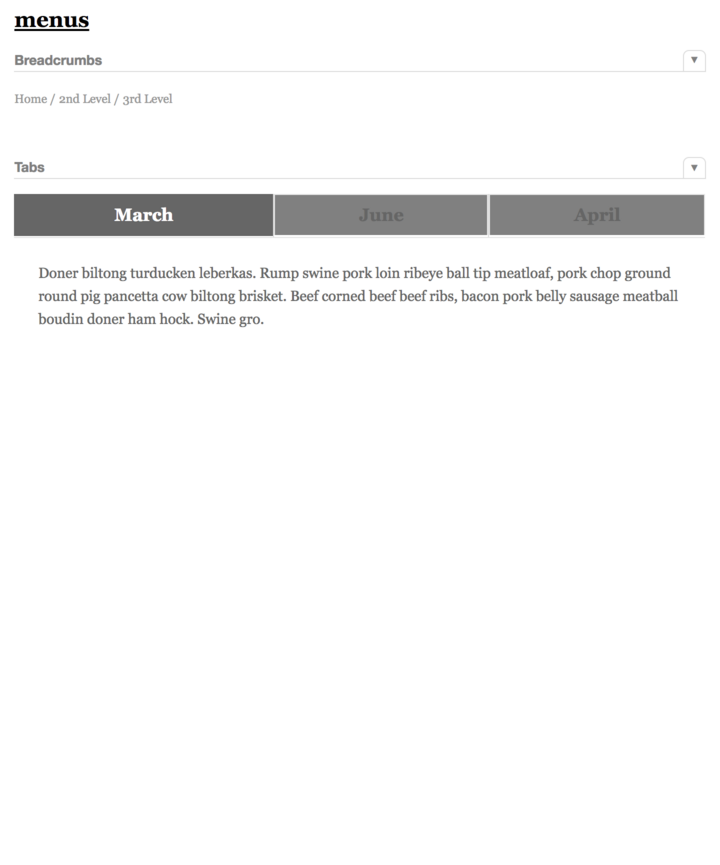 menus
Breadcrumbs ▼
Home / 2nd Level / 3rd Level
Tabs ▼
March June April
Doner biltong turducken leberkas. Rump swine pork loin ribeye ball tip meatloaf, pork chop ground
round pig pancetta cow biltong brisket. Beef corned beef beef ribs, bacon pork belly sausage meatball
boudin doner ham hock. Swine gro.